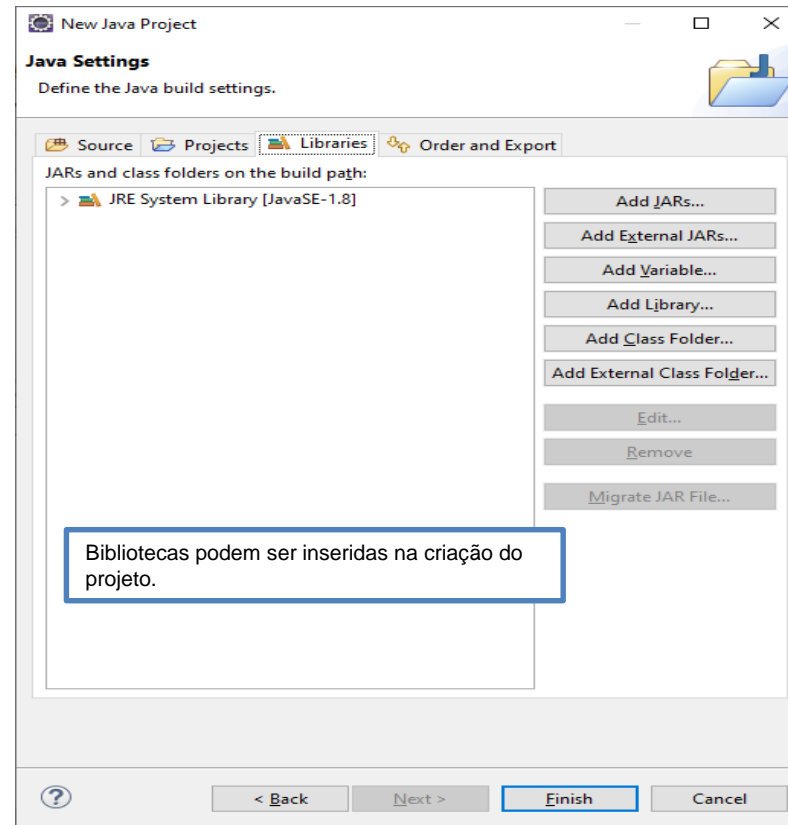 New Java Project
Java Settings
Define the Java build settings.
Source Projects Libraries Order and Export
JARs and class folders on the build path:
JRE System Library [JavaSE-1.8]
Add JARs...
Add External JARs...
Add Variable...
Add Library...
Add Class Folder...
Add External Class Folder...
Edit...
Remove
Migrate JAR File...
Bibliotecas podem ser inseridas na criação do
projeto.
? < Back Next > Finish Cancel